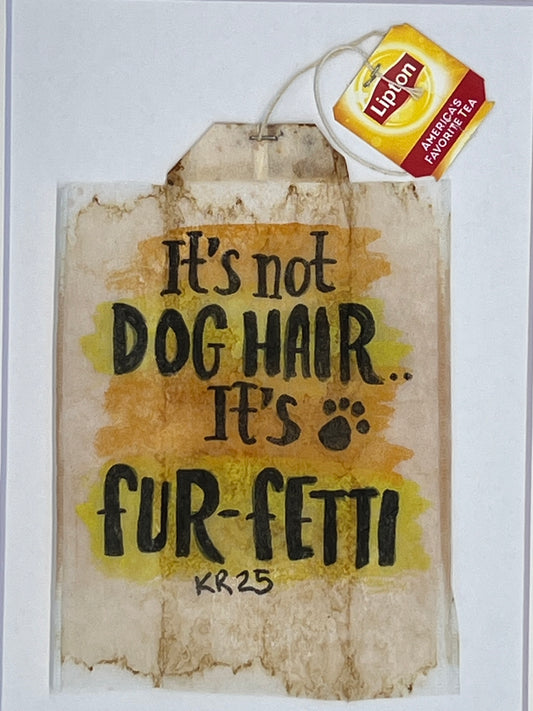 Lipton
AMERICA'S
FAVORITE TEA
It's not
DOG HAIR..
It's
FUR-FETTI
KR25